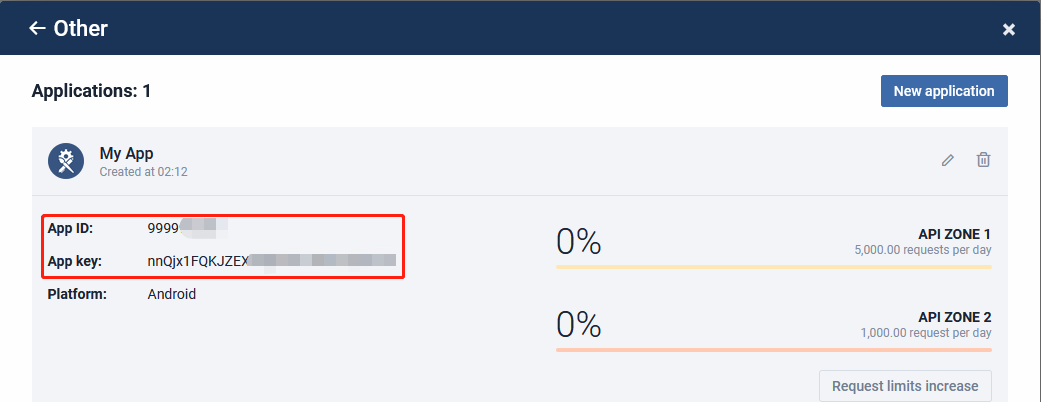 ← Other
Applications: 1
New application
My App
Created at 02:12
App ID: 9999
App key: nnQjx1FQKJZEX
Platform: Android
0%
API ZONE 1
5,000.00 requests per day
0%
API ZONE 2
1,000.00 request per day
Request limits increase